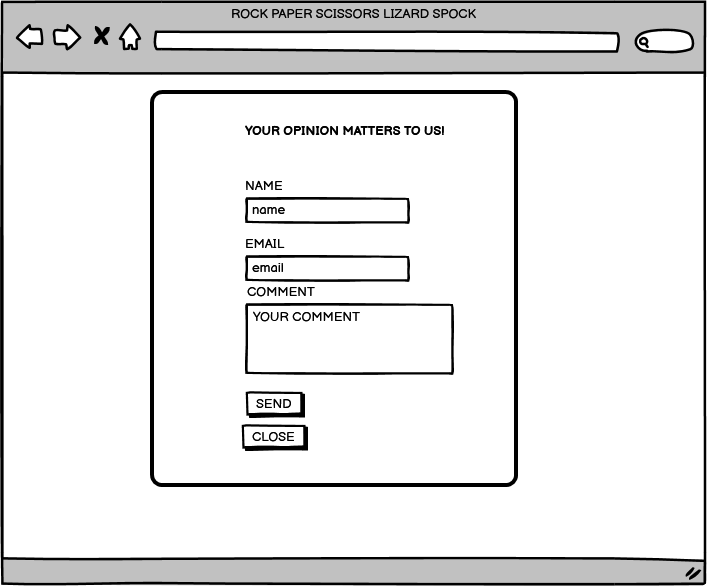 ROCK PAPER SCISSORS LIZARD SPOCK
YOUR OPINION MATTERS TO US!
NAME
name
EMAIL
email
COMMENT
YOUR COMMENT
SEND
CLOSE